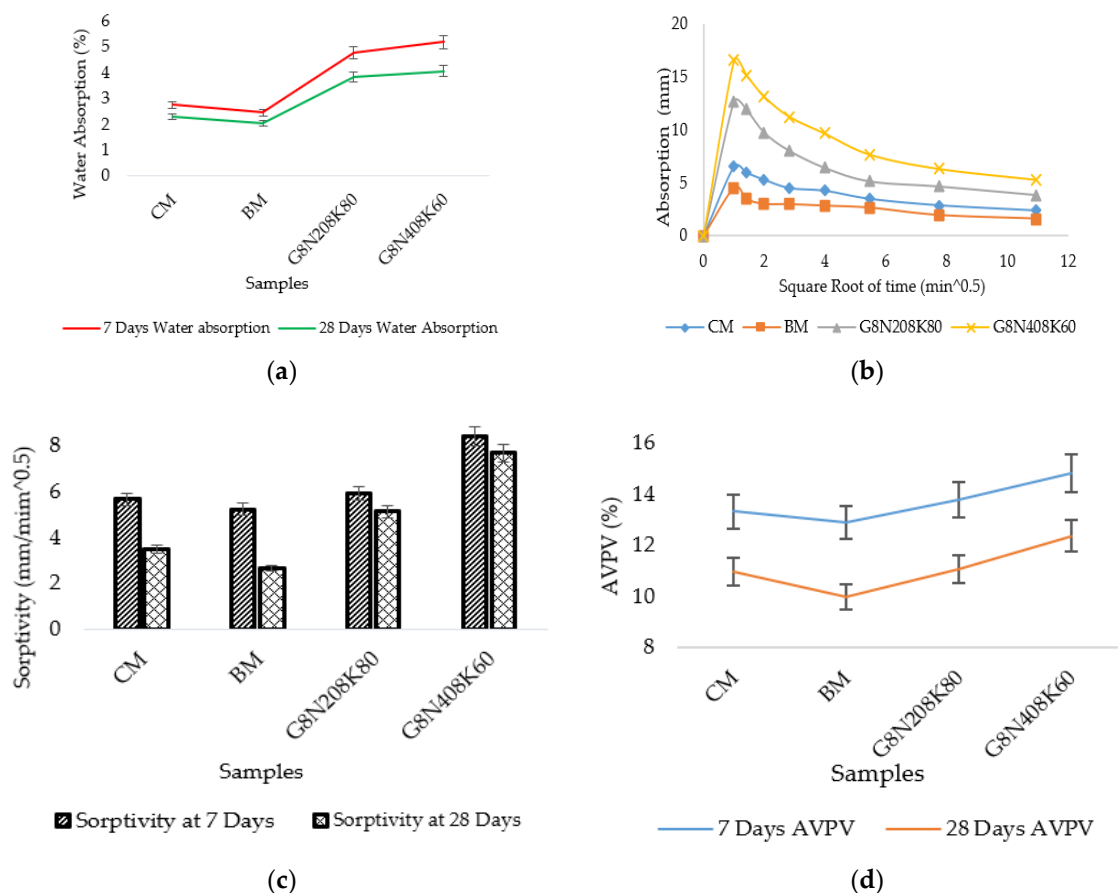 Water Absorption (%)
6
5
4
3
2
1
0
CM
BM
G8N208K80
G8N408K60
Samples
7 Days Water absorption
28 Days Water Absorption
(a)
Absorption (mm)
20
15
10
5
0
0 2 4 6 8 10 12
Square Root of time (min^0.5)
CM BM G8N208K80 G8N408K60
(b)
Sorptivity (mm/mim^0.5)
8
6
4
2
0
CM
BM
G8N208K80
G8N408K60
Samples
Sorptivity at 7 Days
Sorptivity at 28 Days
(c)
AVPV (%)
16
14
12
10
8
CM
BM
G8N208K80
G8N408K60
Samples
7 Days AVPV
28 Days AVPV
(d)